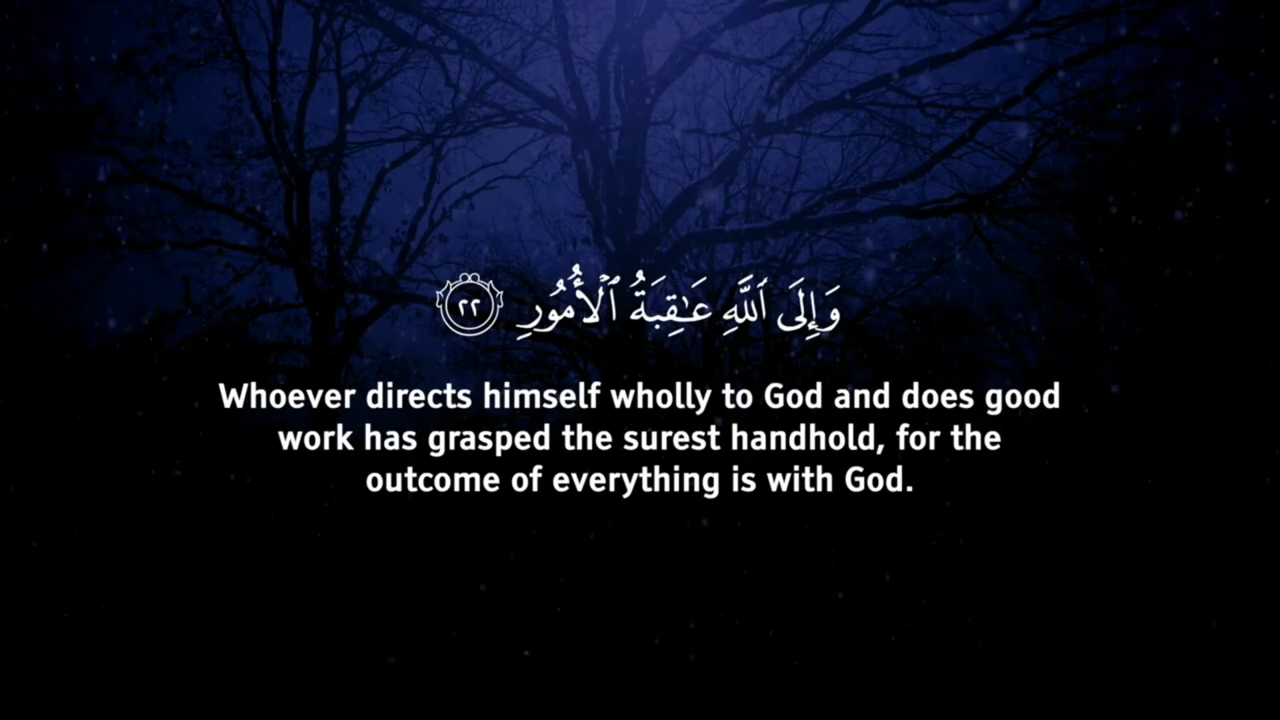 وَإِلَى ٱللَّهِ عَـٰقِبَةُ ٱلْأُمُورِ ٢٢
Whoever directs himself wholly to God and does good
work has grasped the surest handhold, for the
outcome of everything is with God.